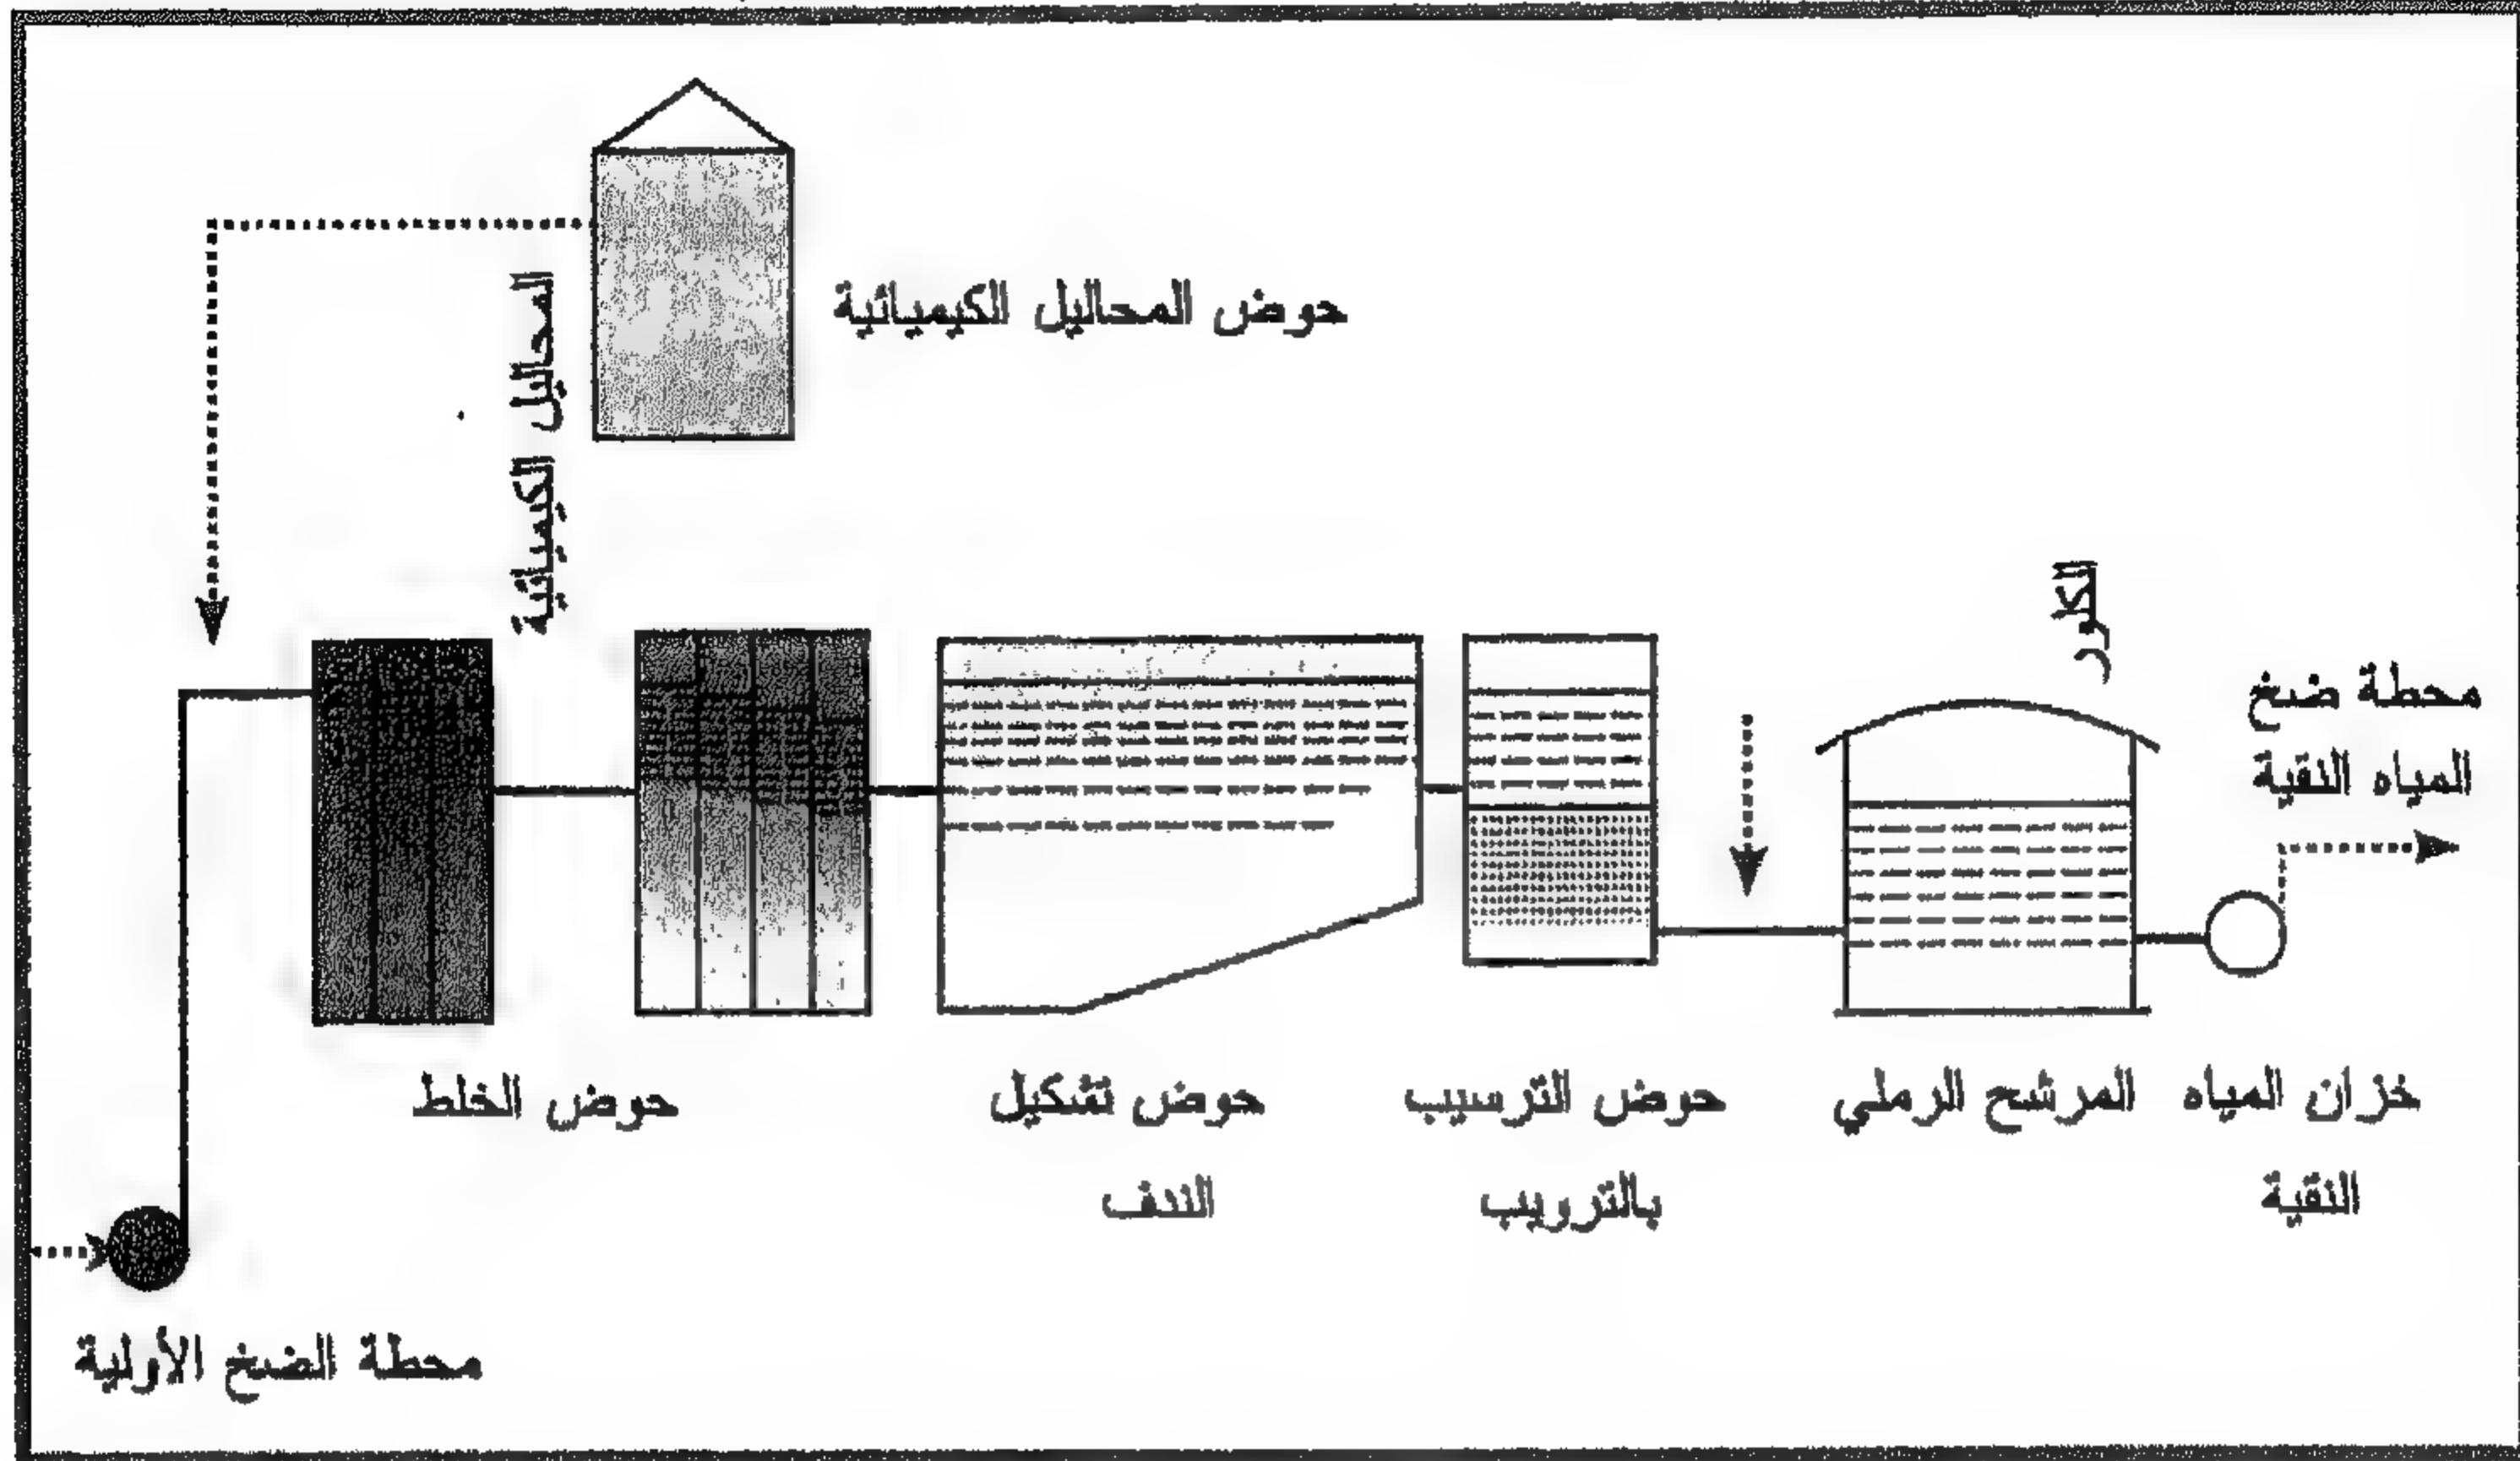 حوض المحاليل الكيميائية
المحاليل الكيميائية
الكلور
محطة ضخ
المياه النقية
حوض الخلط
حوض تشكيل
الندف
حوض الترسيب
بالترويب
المرشح الرملي
خزان المياه
النقية
محطة الضخ الأولية